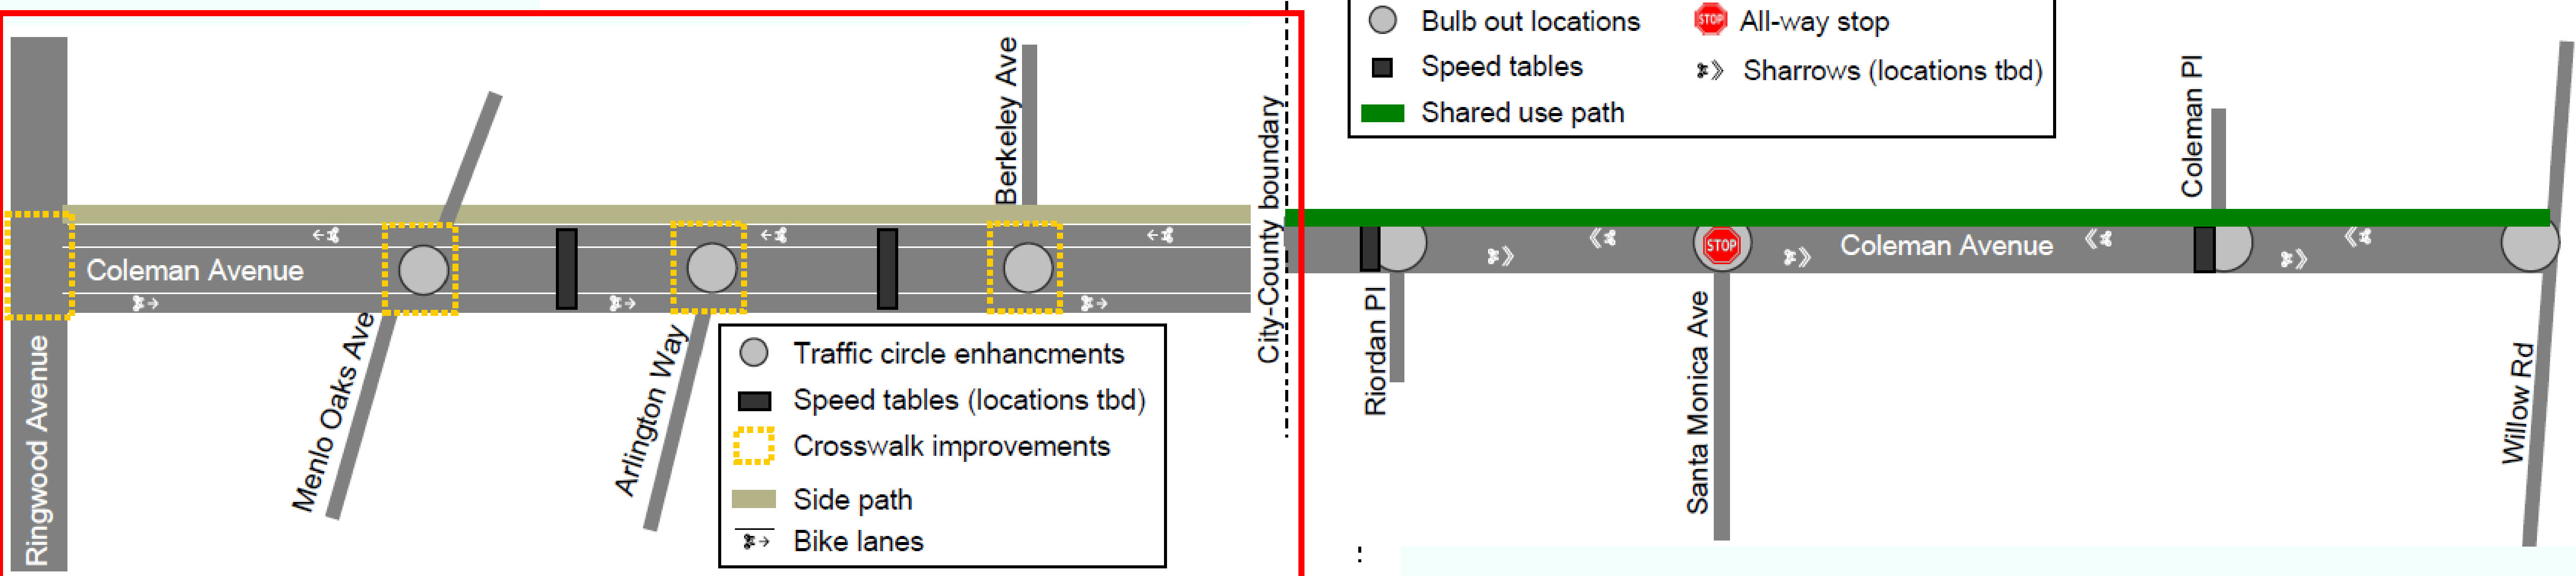 Ringwood Avenue
Coleman Avenue
Menlo Oaks Ave
Arlington Way
Berkeley Ave
City-County boundary
Traffic circle enhancments
Speed tables (locations tbd)
Crosswalk improvements
Side path
Bike lanes
Bulb out locations
STOP All-way stop
Speed tables
Sharrows (locations tbd)
Shared use path
Riordan Pl
STOP
Santa Monica Ave
Coleman Avenue
Coleman Pl
Willow Rd